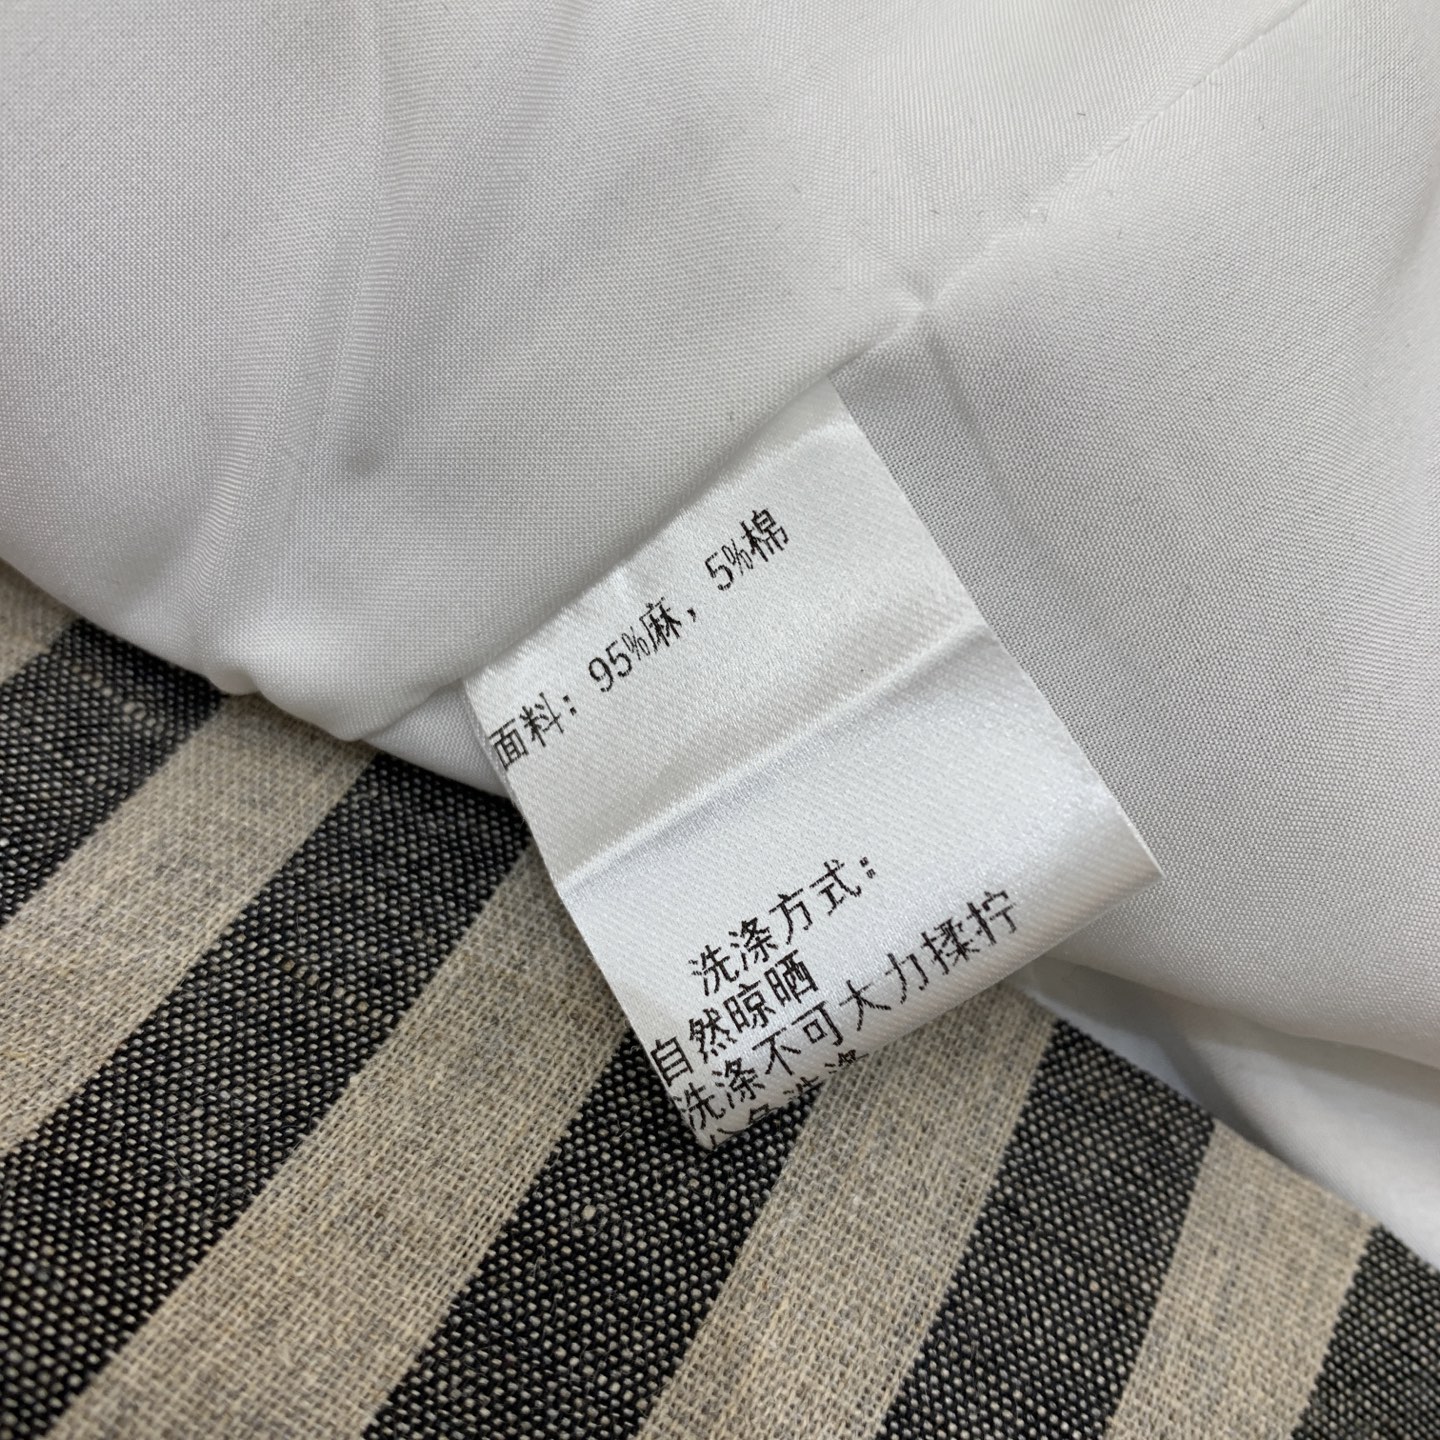 面料：95%麻，5%棉
洗涤方式：
自然晾晒
洗涤不可大力揉拧